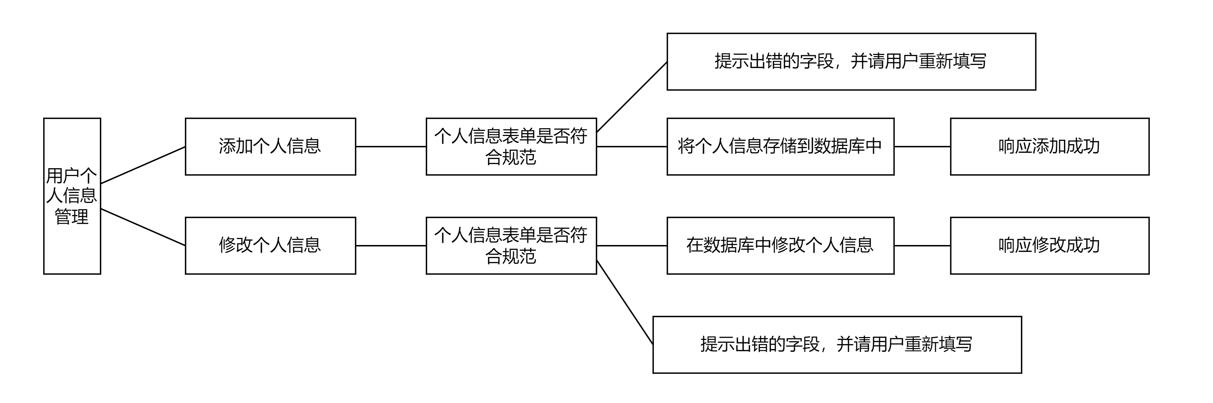 提示出错的字段，并请用户重新填写
用户个
人信息
管理
添加个人信息
个人信息表单是否符
合规范
将个人信息存储到数据库中
响应添加成功
修改个人信息
个人信息表单是否符
合规范
在数据库中修改个人信息
响应修改成功
提示出错的字段，并请用户重新填写